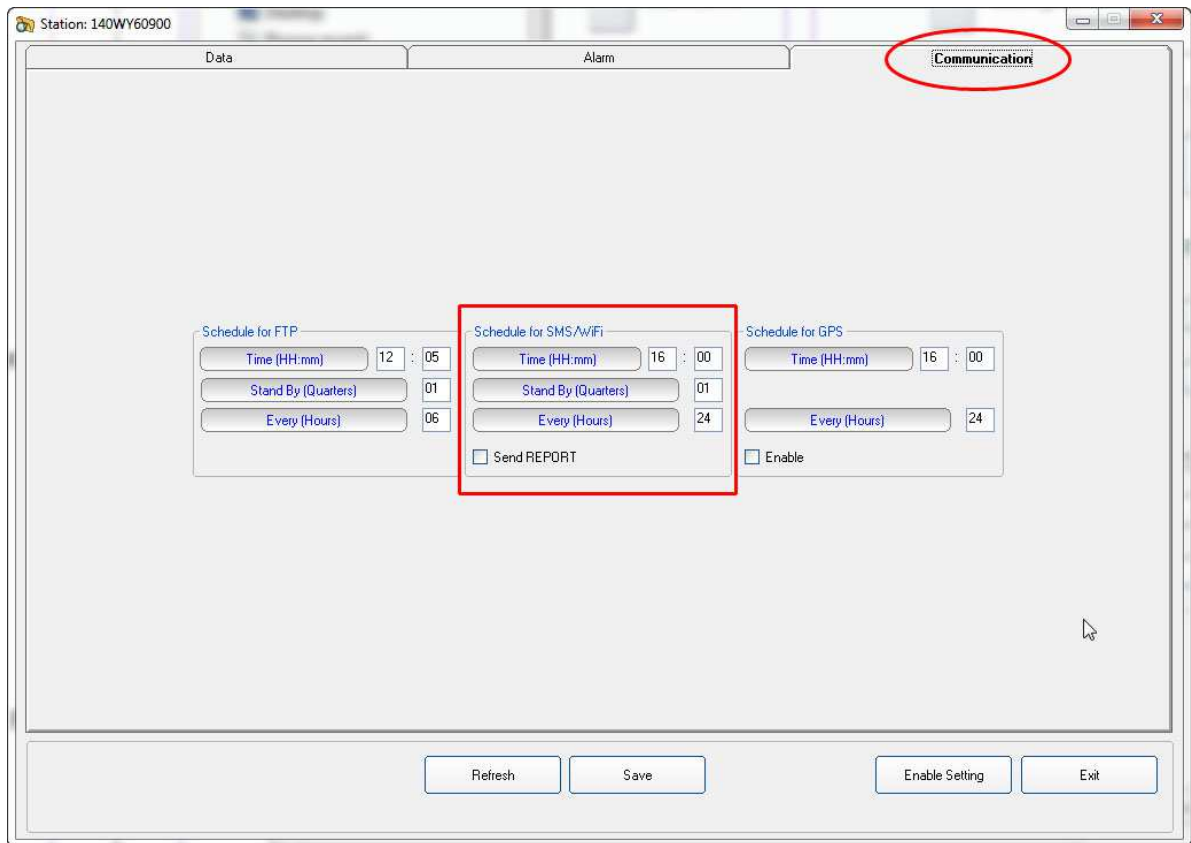 Station: 140WY60900
Data Alarm Communication
Schedule for FTP
Time (HH:mm) 12 : 05
Stand By (Quarters) 01
Every (Hours) 06
Schedule for SMS/WiFi
Time (HH:mm) 16 : 00
Stand By (Quarters) 01
Every (Hours) 24
Send REPORT
Schedule for GPS
Time (HH:mm) 16 : 00
Every (Hours) 24
Enable
Refresh Save Enable Setting Exit